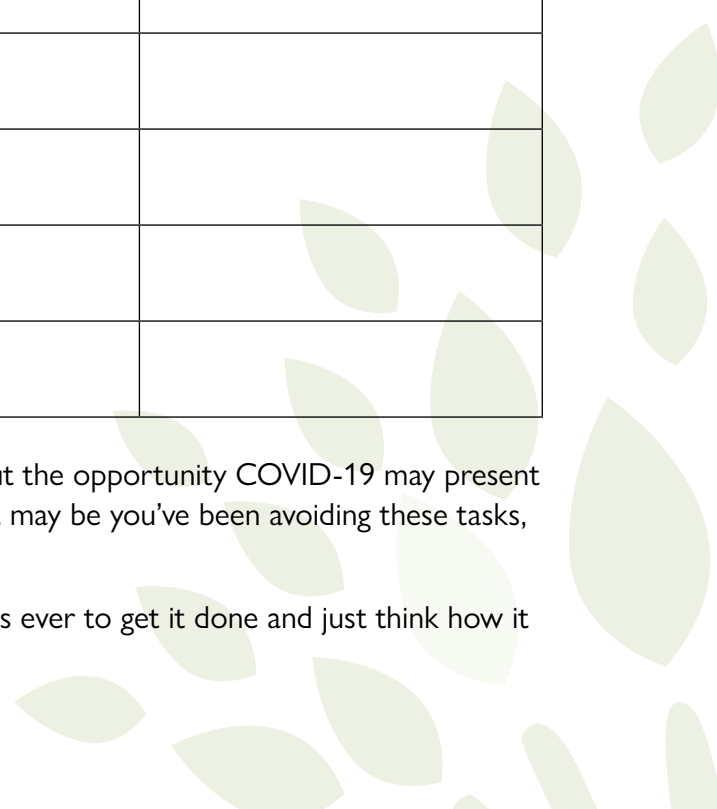 the opportunity COVID-19 may present
may be you've been avoiding these tasks,
ever to get it done and just think how it